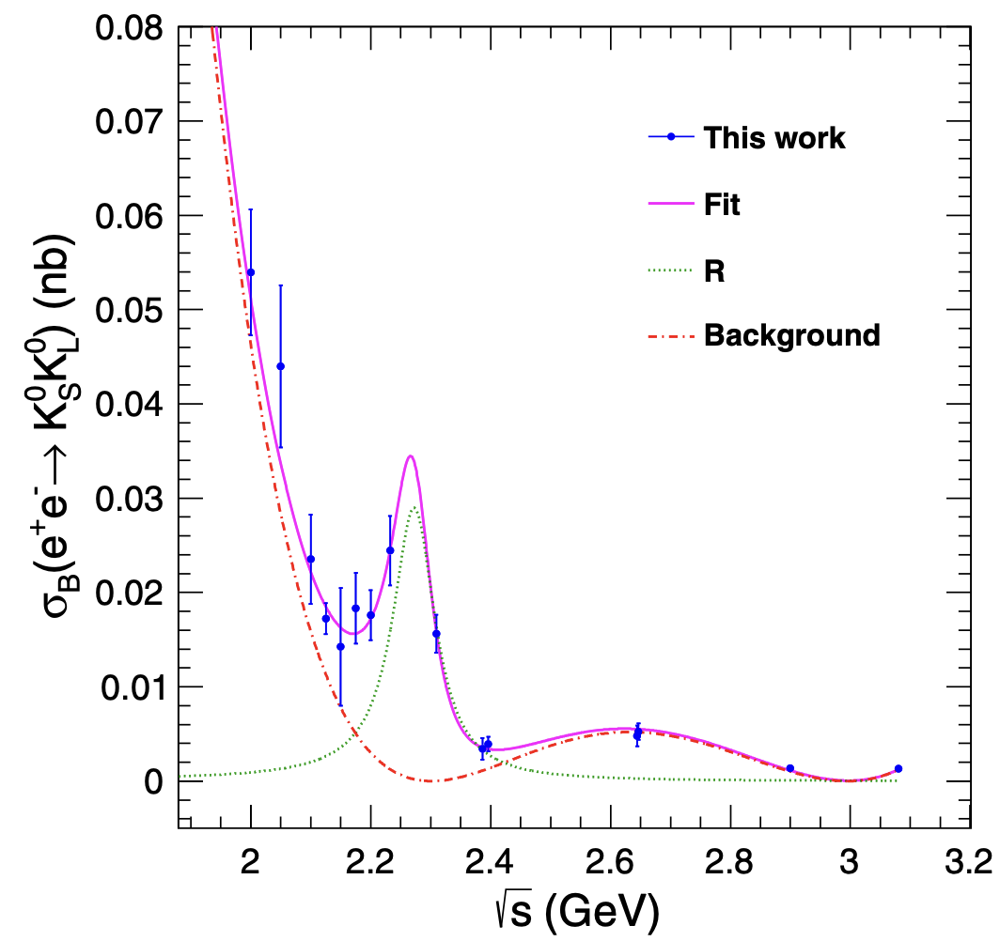 0.08
0.07
0.06
0.05
0.04
0.03
0.02
0.01
0
σB(e+e-→ K0SK0L) (nb)
This work
Fit
R
Background
2 2.2 2.4 2.6 2.8 3 3.2
√s (GeV)